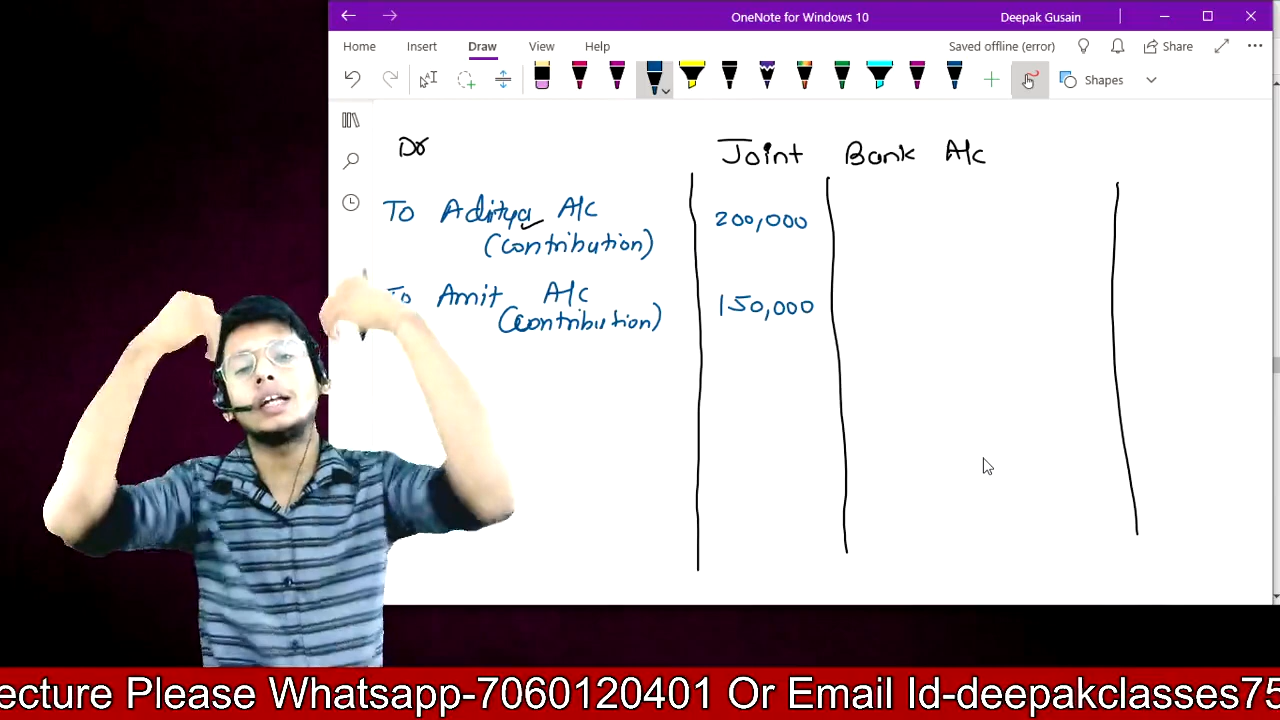 OneNote for Windows 10
Deepak Gusain
Home Insert Draw View Help
Saved offline (error)
Share
Shapes
Dr
Joint Bank A/c
To Aditya A/c 200,000
(contribution)
To Amit A/c 150,000
(contribution)
ecture Please Whatsapp-7060120401 Or Email Id-deepakclasses75